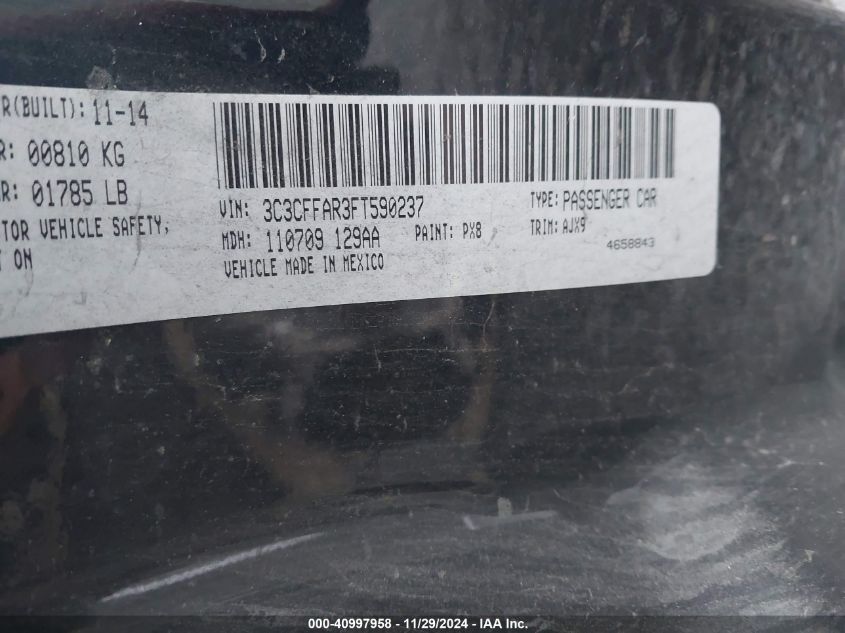 R(BUILT): 11-14
R: 00810 KG
R: 01785 LB
TOR VEHICLE SAFETY,
T ON
VIN: 3C3CFFAR3FT590237
TYPE: PASSENGER CAR
MDH: 110709 129AA PAINT: PX8
TRIM: AJX9
VEHICLE MADE IN MEXICO
4658843
000-40997958 - 11/29/2024 - IAA Inc.